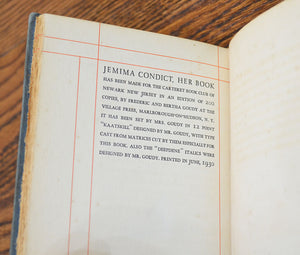 JEMIMA CONDICT, HER BOOK
HAS BEEN MADE FOR THE CARTERET BOOK CLUB OF
NEWARK NEW JERSEY IN AN EDITION OF 200
COPIES, BY FREDERIC AND BERTHA GOUDY AT THE
VILLAGE PRESS, MARLBOROUGH-ON-HUDSON, N. Y.
IT HAS BEEN SET BY MRS. GOUDY IN 12 POINT
"KAATSKILL" DESIGNED BY MR. GOUDY, WITH TYPE
CAST FROM MATRICES CUT BY THEM ESPECIALLY FOR
THIS BOOK. ALSO THE "DEEPDENE" ITALICS WERE
DESIGNED BY MR. GOUDY. PRINTED IN JUNE, 1930